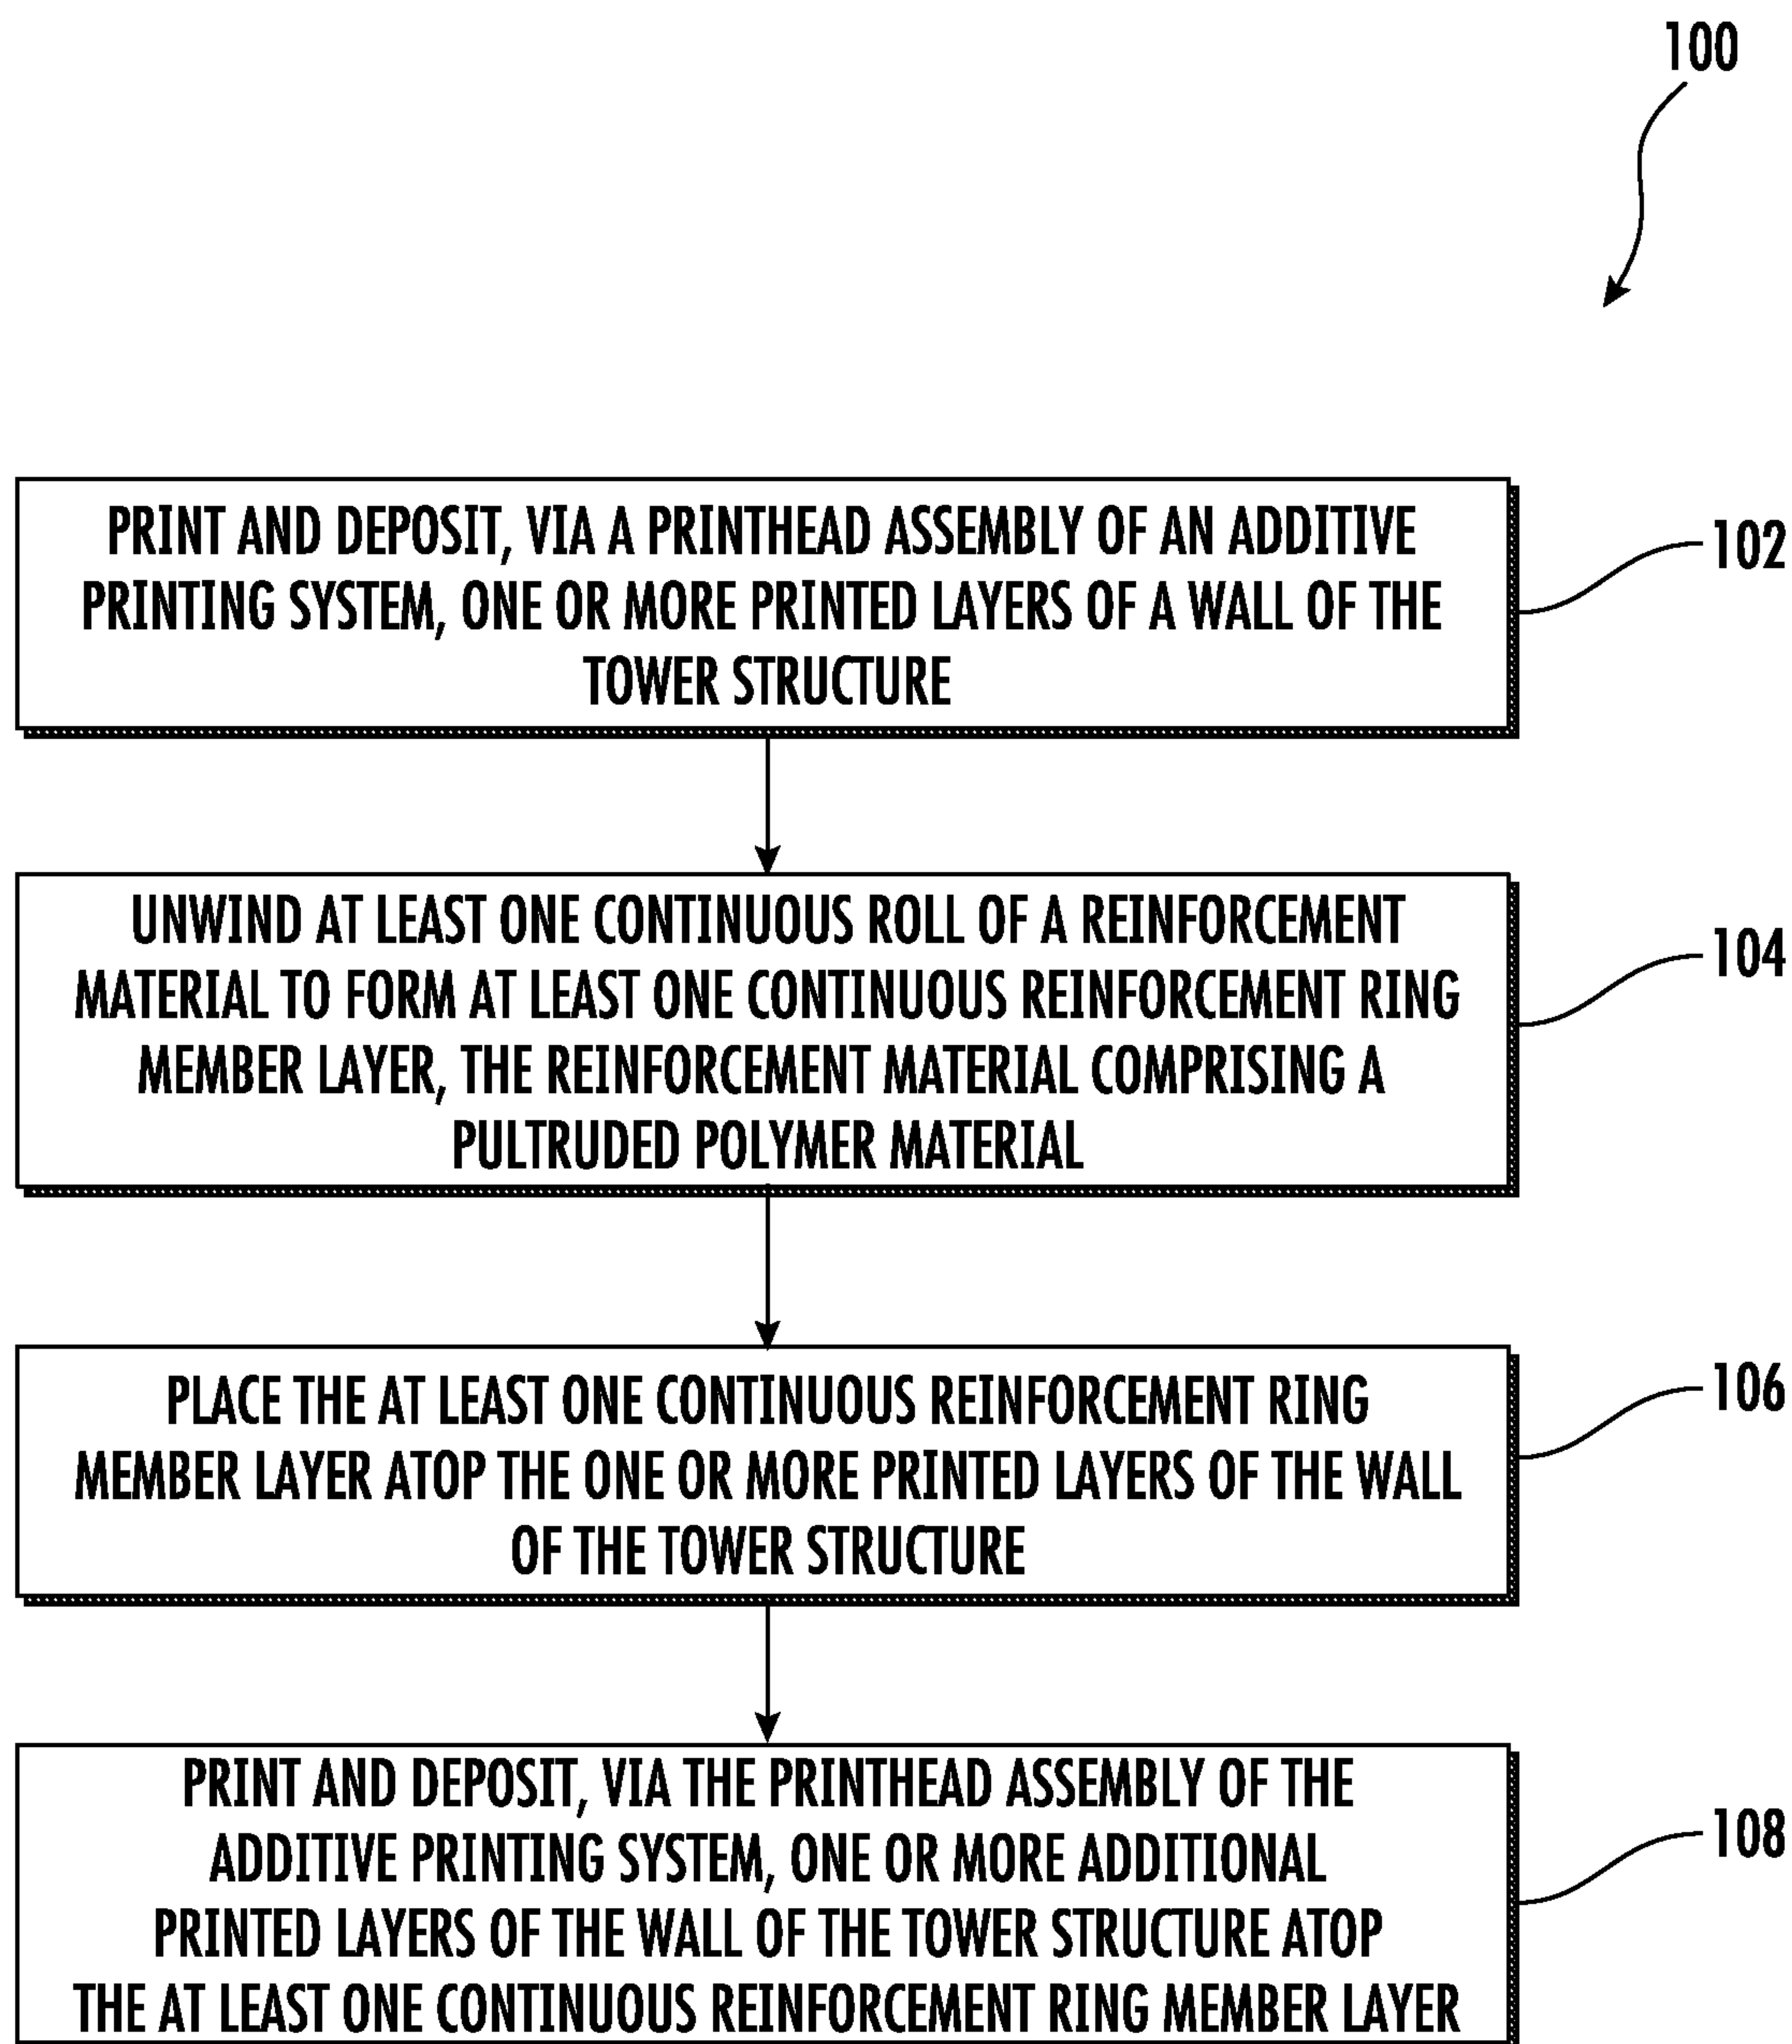 100
PRINT AND DEPOSIT, VIA A PRINTHEAD ASSEMBLY OF AN ADDITIVE
PRINTING SYSTEM, ONE OR MORE PRINTED LAYERS OF A WALL OF THE
TOWER STRUCTURE
102
UNWIND AT LEAST ONE CONTINUOUS ROLL OF A REINFORCEMENT
MATERIAL TO FORM AT LEAST ONE CONTINUOUS REINFORCEMENT RING
MEMBER LAYER, THE REINFORCEMENT MATERIAL COMPRISING A
PULTRUDED POLYMER MATERIAL
104
PLACE THE AT LEAST ONE CONTINUOUS REINFORCEMENT RING
MEMBER LAYER ATOP THE ONE OR MORE PRINTED LAYERS OF THE WALL
OF THE TOWER STRUCTURE
106
PRINT AND DEPOSIT, VIA THE PRINTHEAD ASSEMBLY OF THE
ADDITIVE PRINTING SYSTEM, ONE OR MORE ADDITIONAL
PRINTED LAYERS OF THE WALL OF THE TOWER STRUCTURE ATOP
THE AT LEAST ONE CONTINUOUS REINFORCEMENT RING MEMBER LAYER
108